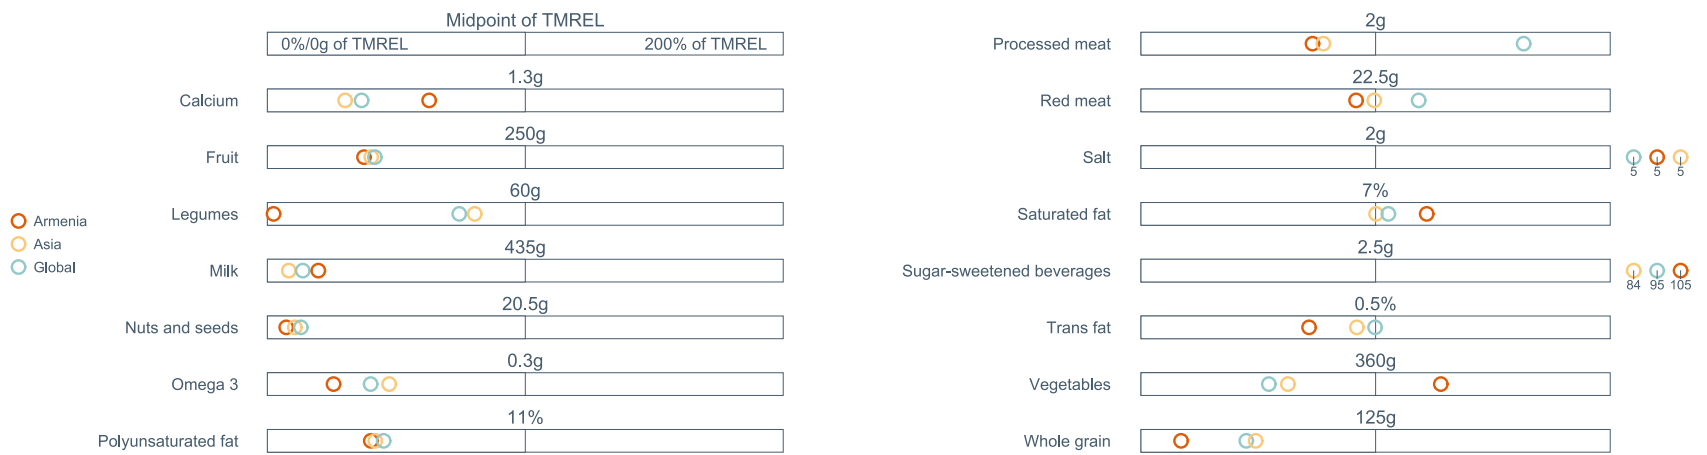 Midpoint of TMREL
0%/0g of TMREL 200% of TMREL
1.3g
Calcium
250g
Fruit
60g
Legumes
435g
Milk
20.5g
Nuts and seeds
0.3g
Omega 3
11%
Polyunsaturated fat
Armenia
Asia
Global
2g
Processed meat
22.5g
Red meat
2g
Salt
5 5 5
7%
Saturated fat
2.5g
Sugar-sweetened beverages
84 95 105
0.5%
Trans fat
360g
Vegetables
125g
Whole grain